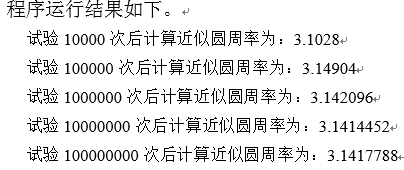 程序运行结果如下。
试验 10000 次后计算近似圆周率为：3.1028
试验 100000 次后计算近似圆周率为：3.14904
试验 1000000 次后计算近似圆周率为：3.142096
试验 10000000 次后计算近似圆周率为：3.1414452
试验 100000000 次后计算近似圆周率为：3.1417788